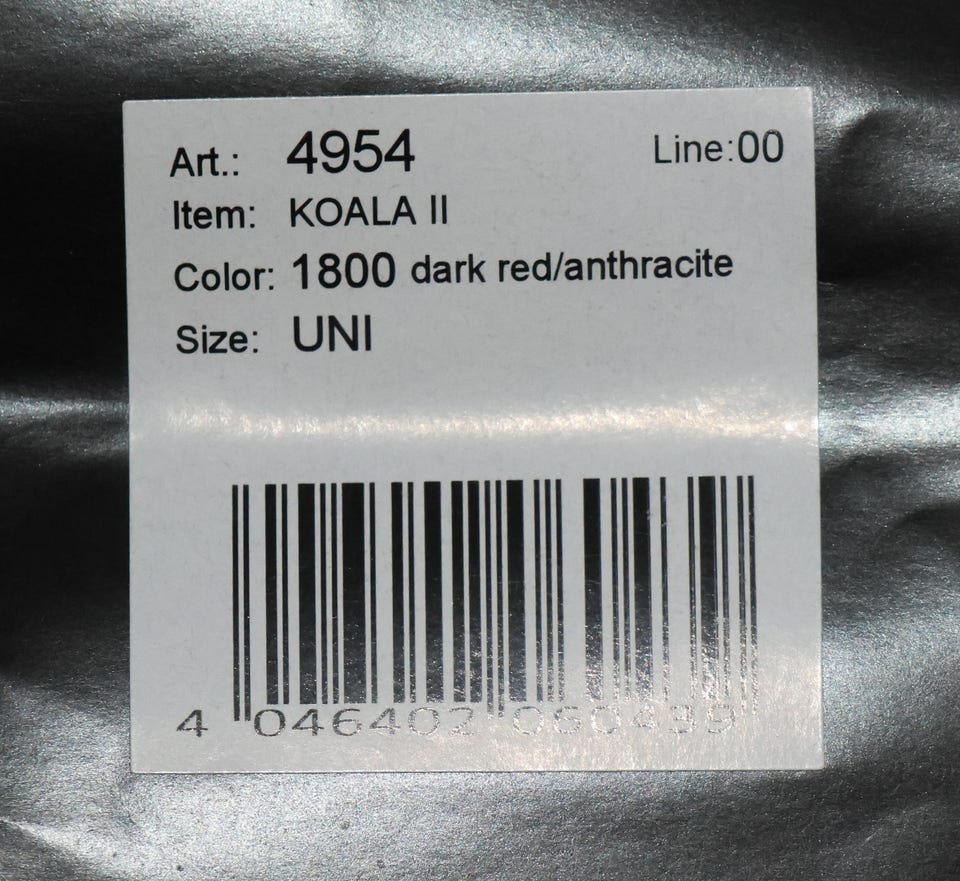 Art.: 4954 Line:00
Item: KOALA II
Color: 1800 dark red/anthracite
Size: UNI
4 046402 060439